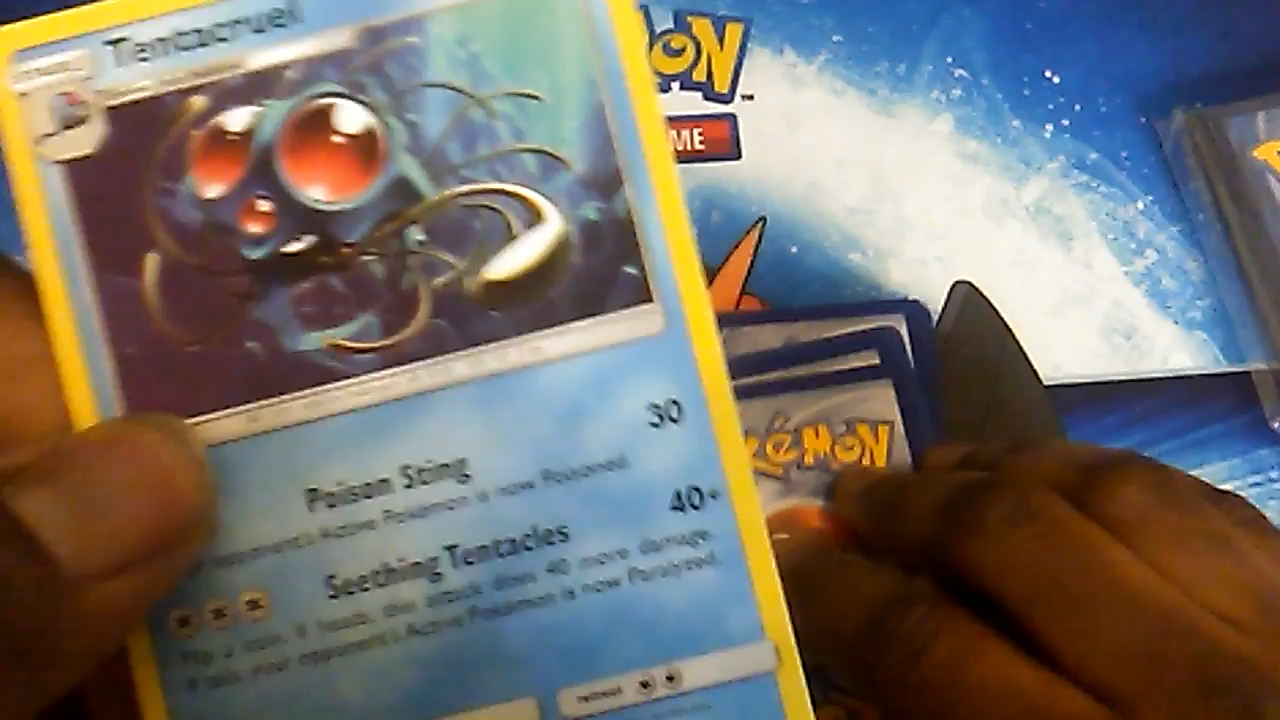 Tentacruel
ON
ME
30
Poison Sting
opponent's Active Pokémon is now Poisoned.
40+
Seething Tentacles
Flip a coin. If heads, this attack does 40 more damage.
If tails, your opponent's Active Pokémon is now Paralyzed.
retreat
KéMON